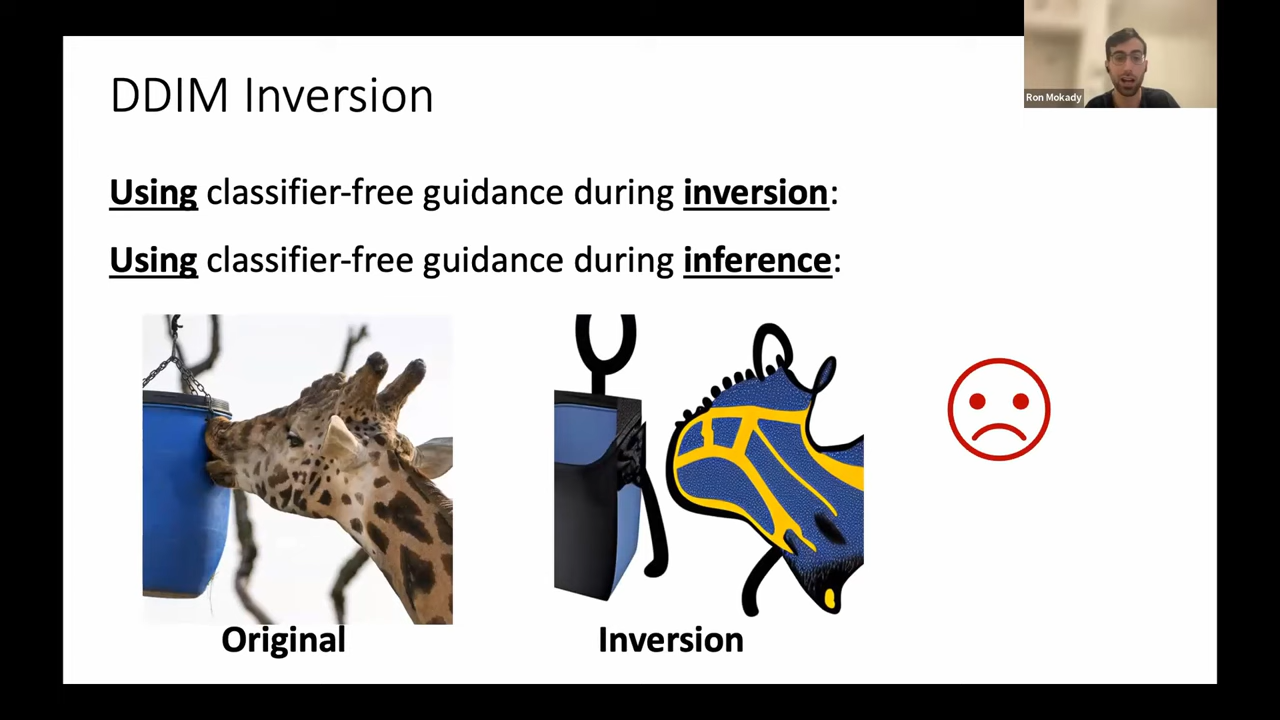 DDIM Inversion
Ron Mokady
Using classifier-free guidance during inversion:
Using classifier-free guidance during inference:
Original
Inversion